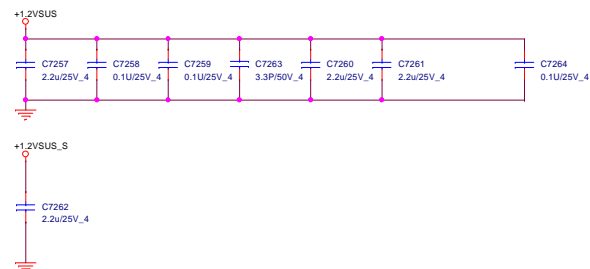 +1.2VSUS
C7257 C7258 C7259 C7263 C7260 C7261 C7264
2.2u/25V_4 0.1U/25V_4 0.1U/25V_4 3.3P/50V_4 2.2u/25V_4 2.2u/25V_4 0.1U/25V_4
+1.2VSUS_S
C7262
2.2u/25V_4